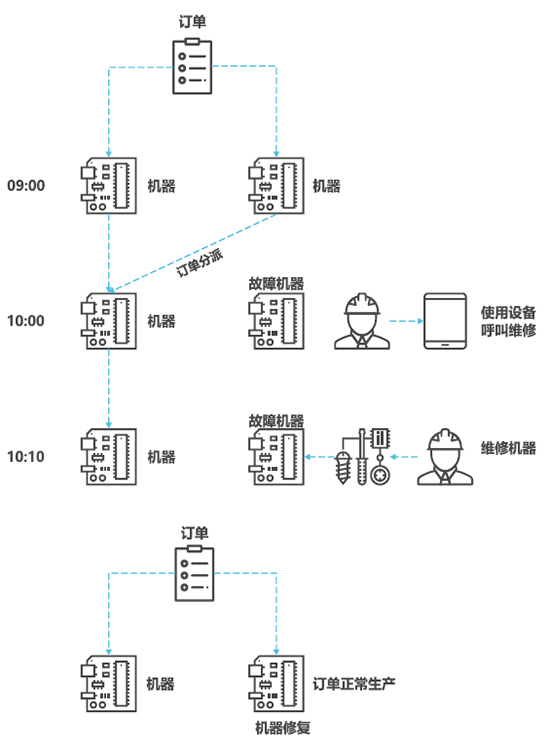 订单
09:00
机器
机器
订单分派
故障机器
10:00
机器
使用设备
呼叫维修
故障机器
10:10
机器
维修机器
订单
机器
订单正常生产
机器修复